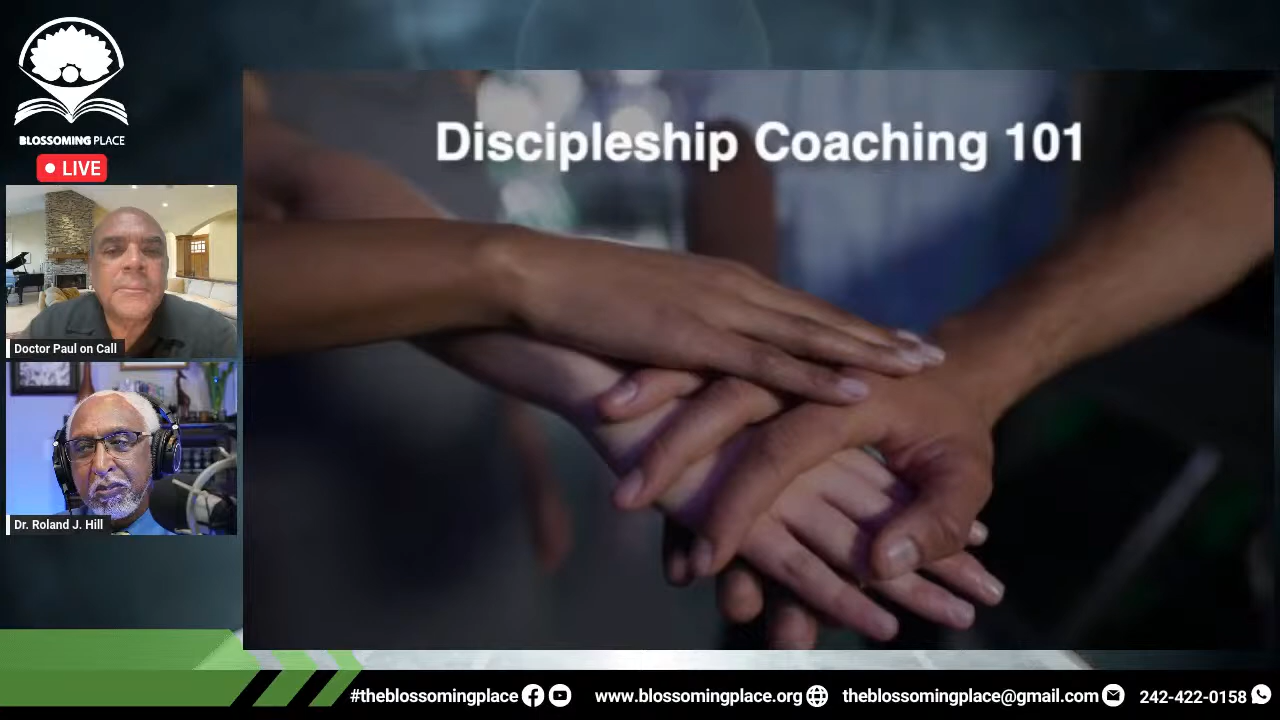 BLOSSOMING PLACE
LIVE
Discipleship Coaching 101
Doctor Paul on Call
Dr. Roland J. Hill
#theblossomingplace www.blossomingplace.org theblossomingplace@gmail.com 242-422-0158